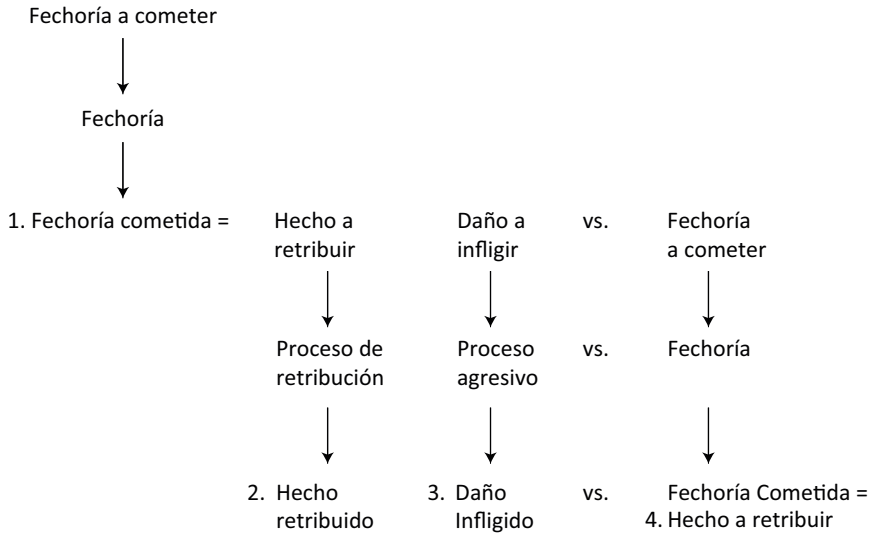 Fechoría a cometer
Fechoría
1. Fechoría cometida = Hecho a Daño a vs. Fechoría
retribuir infligir a cometer
Proceso de Proceso vs. Fechoría
retribución agresivo
2. Hecho 3. Daño vs. Fechoría Cometida =
retribuido Infligido 4. Hecho a retribuir